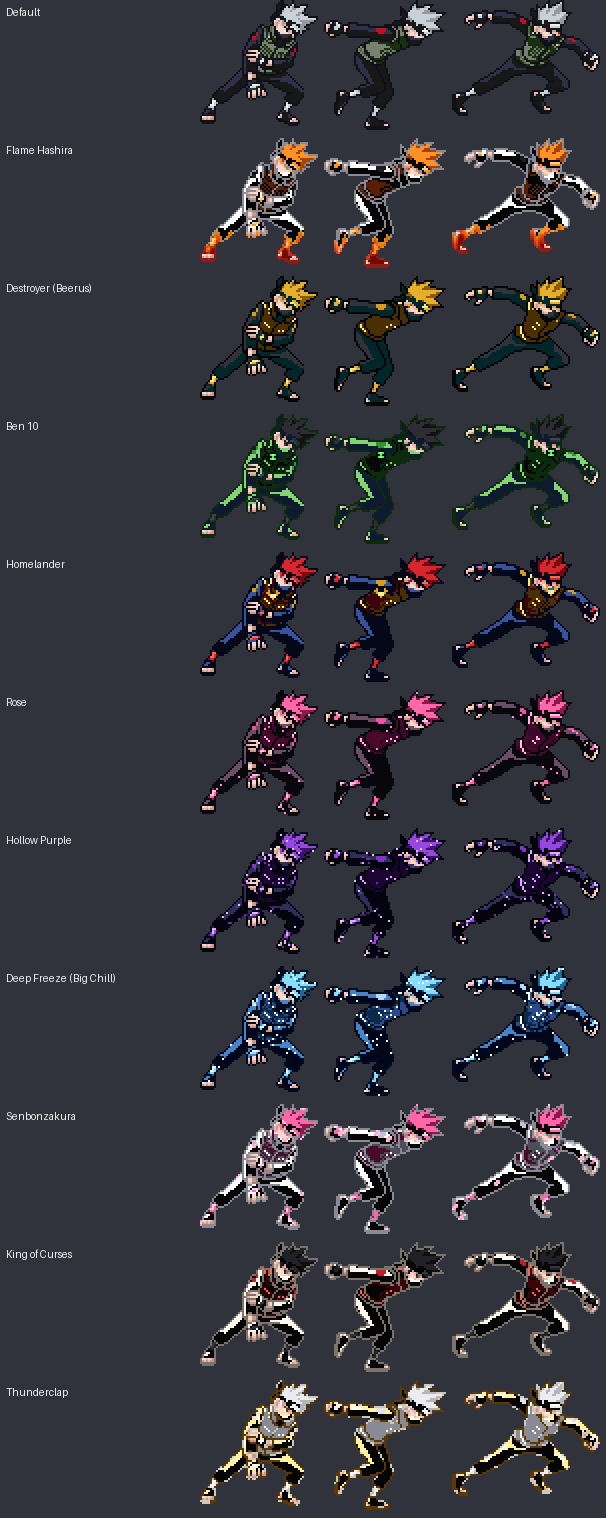 Default
Flame Hashira
Destroyer (Beerus)
Ben 10
Homelander
Rose
Hollow Purple
Deep Freeze (Big Chill)
Senbonzakura
King of Curses
Thunderclap